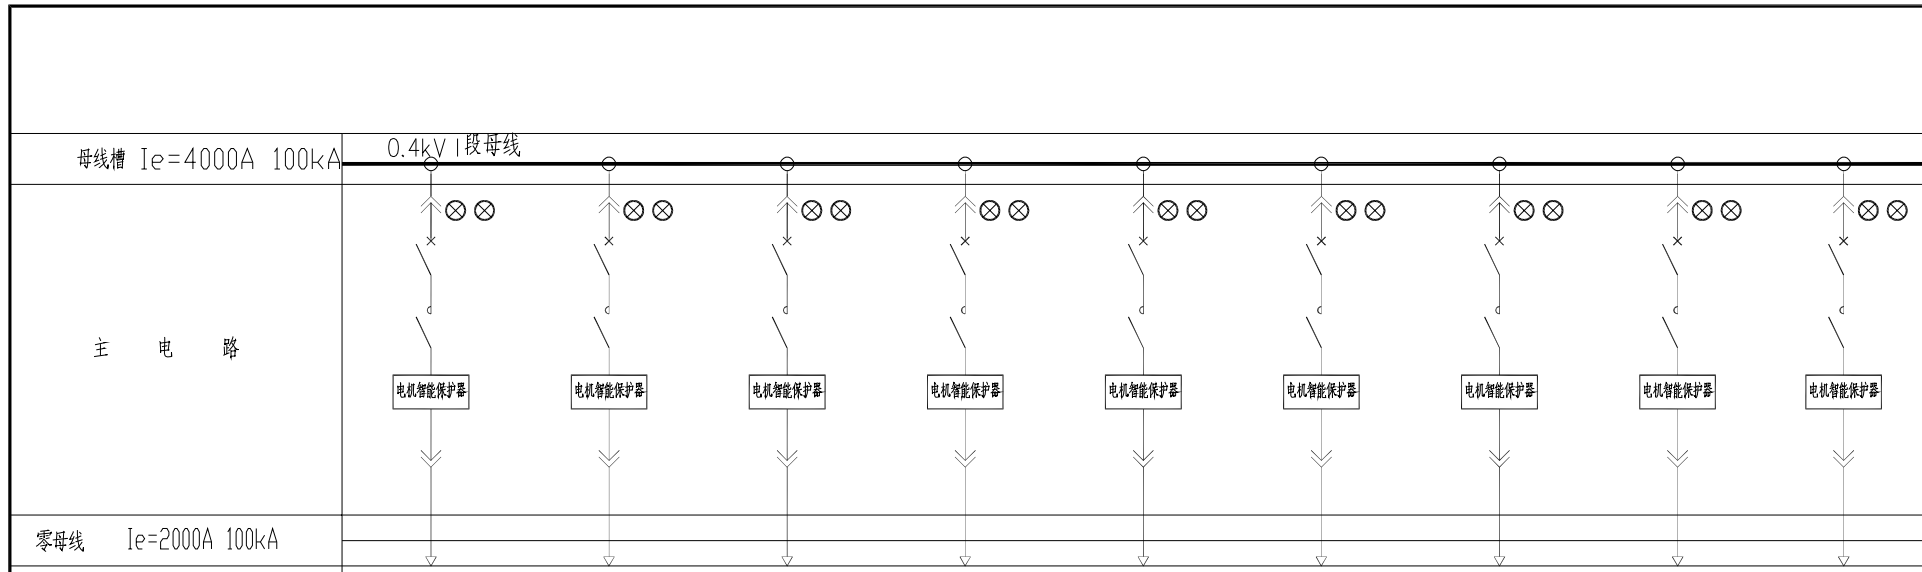 0.4kV I段母线
母线槽 Ie=4000A 100kA
主 电 路
电机智能保护器 电机智能保护器 电机智能保护器 电机智能保护器 电机智能保护器 电机智能保护器 电机智能保护器 电机智能保护器 电机智能保护器
零母线 Ie=2000A 100kA